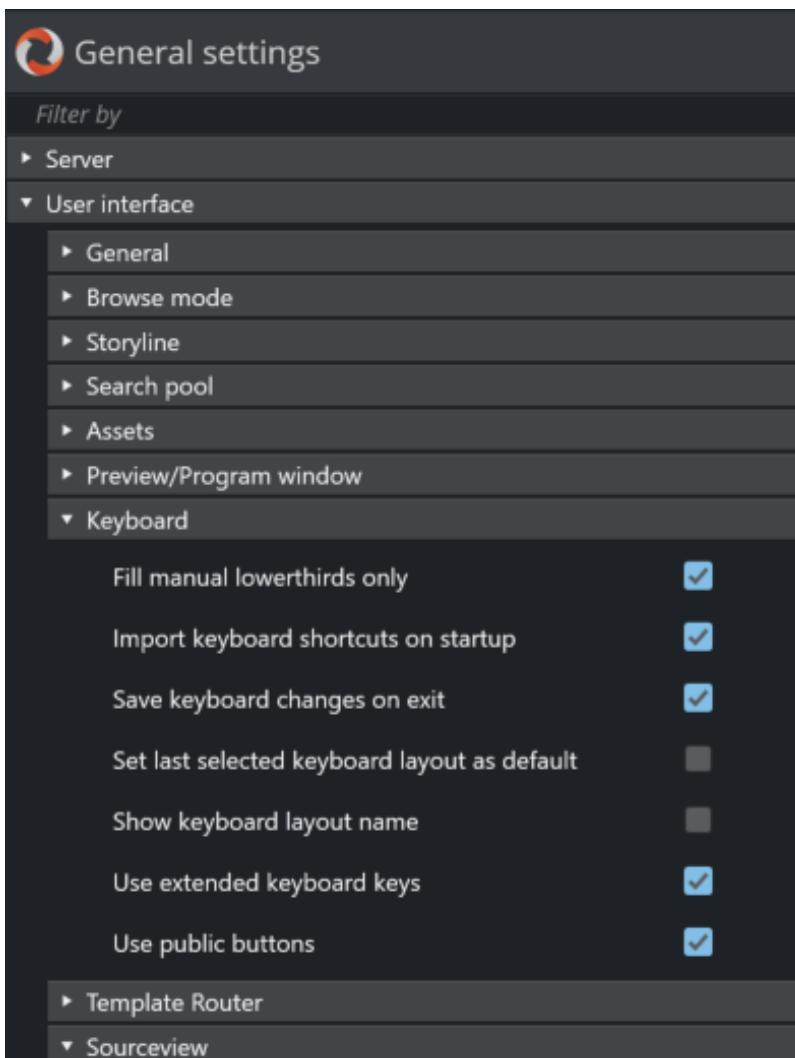 General settings
Filter by
Server
User interface
General
Browse mode
Storyline
Search pool
Assets
Preview/Program window
Keyboard
Fill manual lowerthirds only
Import keyboard shortcuts on startup
Save keyboard changes on exit
Set last selected keyboard layout as default
Show keyboard layout name
Use extended keyboard keys
Use public buttons
Template Router
Sourceview